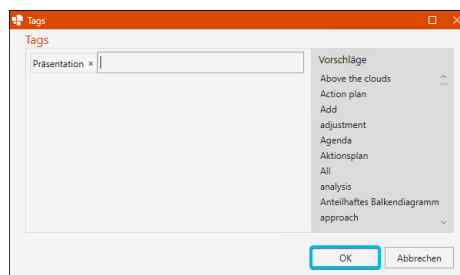 Tags
Tags
Präsentation ×
Vorschläge
Above the clouds
Action plan
Add
adjustment
Agenda
Aktionsplan
All
analysis
Anteilhaftes Balkendiagramm
approach
OK
Abbrechen